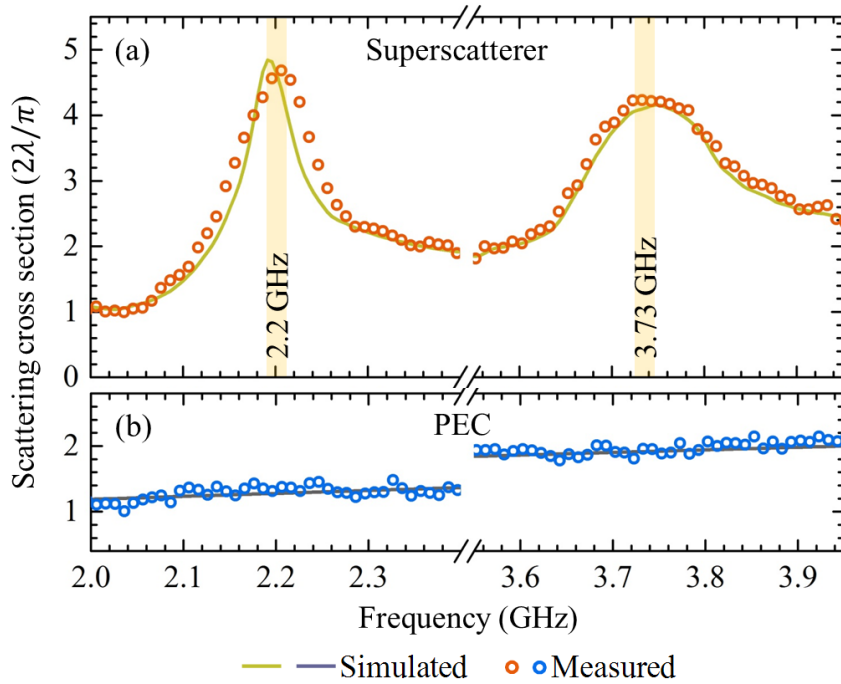 (a) Superscatterer
5
4
3
2
1
0
2.2 GHz
3.73 GHz
Scattering cross section (2λ/π)
(b) PEC
2
1
2.0 2.1 2.2 2.3 3.6 3.7 3.8 3.9
Frequency (GHz)
Simulated Measured